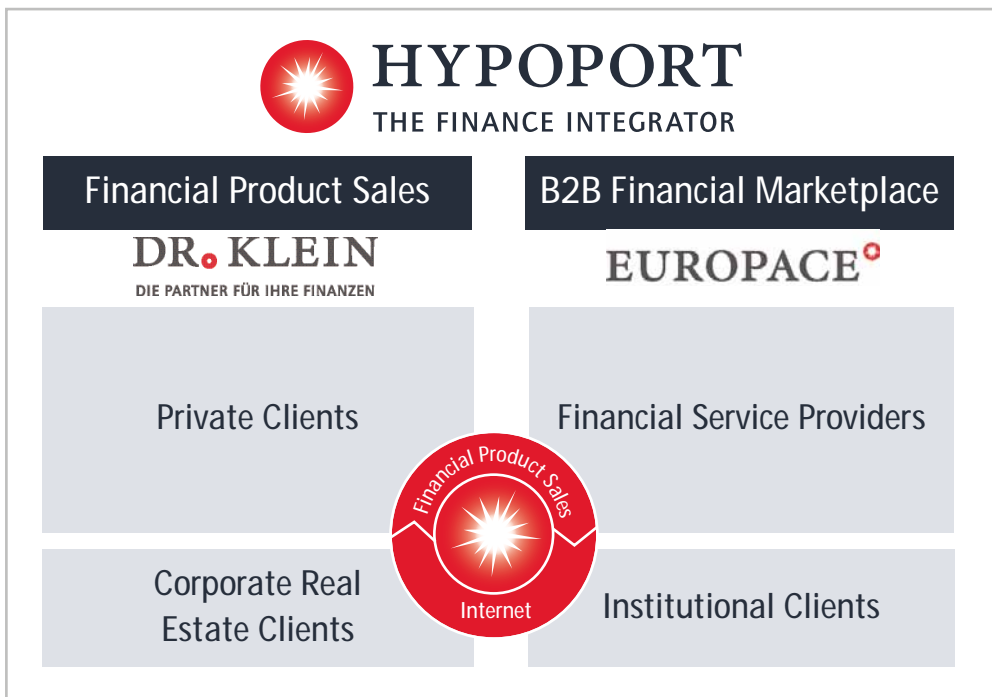 HYPOPORT
THE FINANCE INTEGRATOR
Financial Product Sales
B2B Financial Marketplace
DR. KLEIN
DIE PARTNER FÜR IHRE FINANZEN
EUROPACE
Private Clients
Financial Service Providers
Financial Product Sales
Internet
Corporate Real
Estate Clients
Institutional Clients